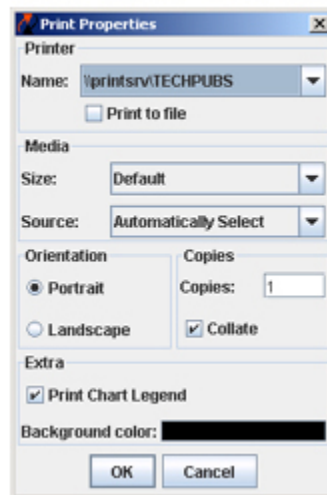 Print Properties
Printer
Name: \\printsrv\TECHPUBS
Print to file
Media
Size: Default
Source: Automatically Select
Orientation Copies
Portrait Copies: 1
Landscape Collate
Extra
Print Chart Legend
Background color:
OK Cancel